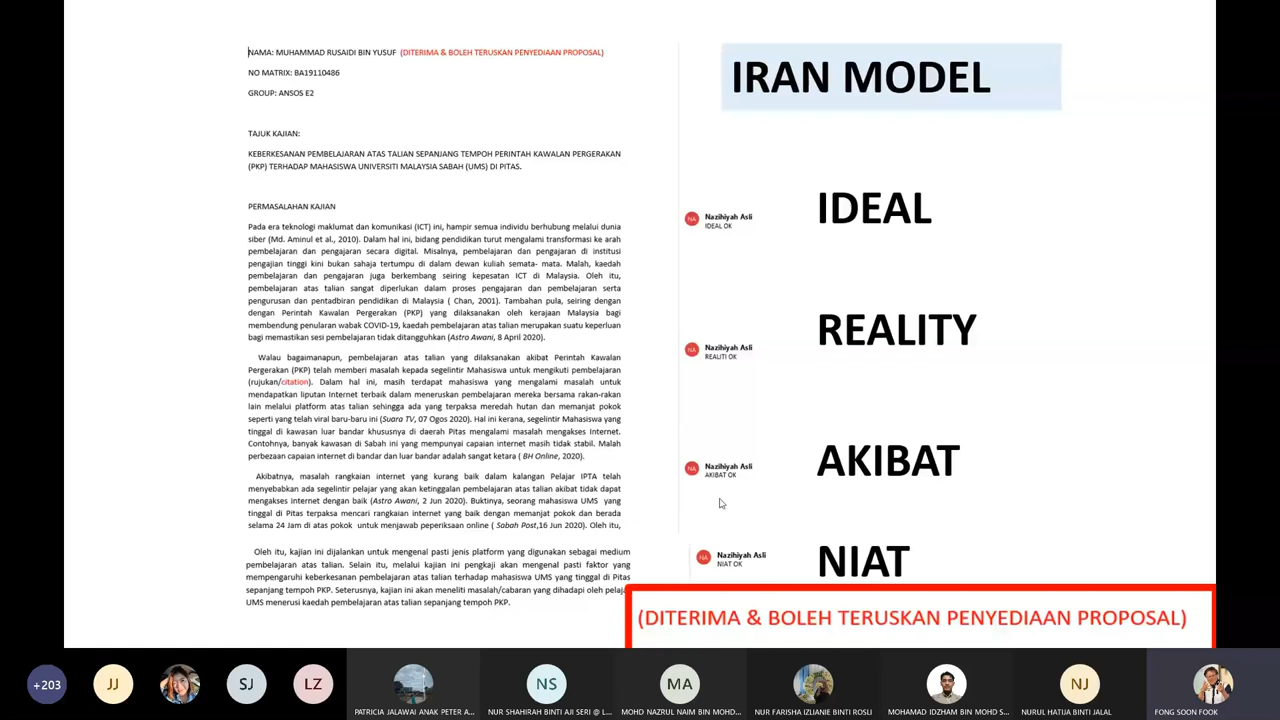 NAMA: MUHAMMAD RUSAIDI BIN YUSUF (DITERIMA & BOLEH TERUSKAN PENYEDIAAN PROPOSAL)
NO MATRIX: BA19110486
GROUP: ANSOS E2
TAJUK KAJIAN:
KEBERKESANAN PEMBELAJARAN ATAS TALIAN SEPANJANG TEMPOH PERINTAH KAWALAN PERGERAKAN
(PKP) TERHADAP MAHASISWA UNIVERSITI MALAYSIA SABAH (UMS) DI PITAS.
PERMASALAHAN KAJIAN
Pada era teknologi maklumat dan komunikasi (ICT) ini, hampir semua individu berhubung melalui dunia
siber (Md. Aminul et al., 2010). Dalam hal ini, bidang pendidikan turut mengalami transformasi ke arah
pembelajaran dan pengajaran secara digital. Misalnya, pembelajaran dan pengajaran di institusi
pengajian tinggi kini bukan sahaja tertumpu di dalam dewan kuliah semata- mata. Malah, kaedah
pembelajaran dan pengajaran juga berkembang seiring kepesatan ICT di Malaysia. Oleh itu,
pembelajaran atas talian sangat diperlukan dalam proses pengajaran dan pembelajaran serta
pengurusan dan pentadbiran pendidikan di Malaysia ( Chan, 2001). Tambahan pula, seiring dengan
dengan Perintah Kawalan Pergerakan (PKP) yang dilaksanakan oleh kerajaan Malaysia bagi
membendung penularan wabak COVID-19, kaedah pembelajaran atas talian merupakan suatu keperluan
bagi memastikan sesi pembelajaran tidak ditangguhkan (Astro Awani, 8 April 2020).
Walau bagaimanapun, pembelajaran atas talian yang dilaksanakan akibat Perintah Kawalan
Pergerakan (PKP) telah memberi masalah kepada segelintir Mahasiswa untuk mengikuti pembelajaran
(rujukan/citation). Dalam hal ini, masih terdapat mahasiswa yang mengalami masalah untuk
mendapatkan liputan Internet terbaik dalam meneruskan pembelajaran mereka bersama rakan-rakan
lain melalui platform atas talian sehingga ada yang terpaksa meredah hutan dan memanjat pokok
seperti yang telah viral baru-baru ini (Suara TV, 07 Ogos 2020). Hal ini kerana, segelintir Mahasiswa yang
tinggal di kawasan luar bandar khususnya di daerah Pitas mengalami masalah mengakses Internet.
Contohnya, banyak kawasan di Sabah ini yang mempunyai capaian internet masih tidak stabil. Malah
perbezaan capaian internet di bandar dan luar bandar adalah sangat ketara ( BH Online, 2020).
Akibatnya, masalah rangkaian internet yang kurang baik dalam kalangan Pelajar IPTA telah
menyebabkan ada segelintir pelajar yang akan ketinggalan pembelajaran atas talian akibat tidak dapat
mengakses Internet dengan baik (Astro Awani, 2 Jun 2020). Buktinya, seorang mahasiswa UMS yang
tinggal di Pitas terpaksa mencari rangkaian internet yang baik dengan memanjat pokok dan berada
selama 24 Jam di atas pokok untuk menjawab peperiksaan online ( Sabah Post,16 Jun 2020). Oleh itu,
Oleh itu, kajian ini dijalankan untuk mengenal pasti jenis platform yang digunakan sebagai medium
pembelajaran atas talian. Selain itu, melalui kajian ini pengkaji akan mengenal pasti faktor yang
mempengaruhi keberkesanan pembelajaran atas talian terhadap mahasiswa UMS yang tinggal di Pitas
sepanjang tempoh PKP. Seterusnya, kajian ini akan meneliti masalah/cabaran yang dihadapi oleh
UMS menerusi kaedah pembelajaran atas talian sepanjang tempoh PKP.
IRAN MODEL
NA Nazihiyah Asli
IDEAL OK
IDEAL
NA Nazihiyah Asli
REALITI OK
REALITY
NA Nazihiyah Asli
AKIBAT OK
AKIBAT
NA Nazihiyah Asli
NIAT OK
NIAT
(DITERIMA & BOLEH TERUSKAN PENYEDIAAN PROPOSAL)
+203
JJ
SJ
LZ
PATRICIA JALAWAI ANAK PETER A...
NS
NUR SHAHIRAH BINTI AJI SERI @ L...
MA
MOHD NAZRUL NAIM BIN MOHD...
NUR FARISHA IZLIANIE BINTI ROSLI
MOHAMAD IDZHAM BIN MOHD S...
NJ
NURUL HATIJA BINTI JALAL
FONG SOON FOOK